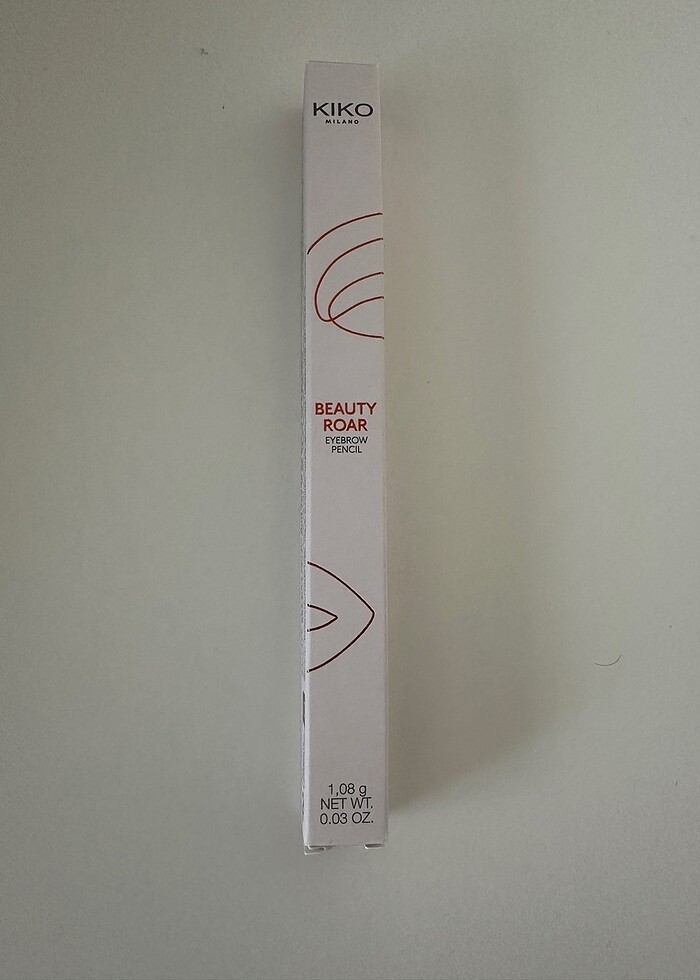 KIKO
MILANO
BEAUTY
ROAR
EYEBROW
PENCIL
1,08 g
NET WT.
0.03 OZ.